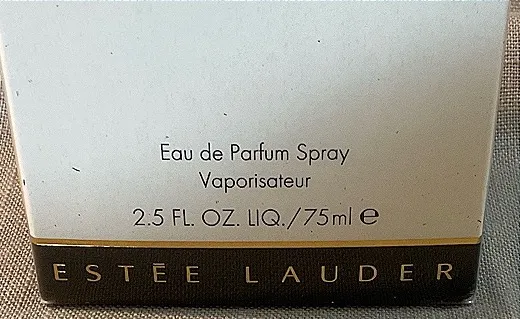 Eau de Parfum Spray
Vaporisateur
2.5 FL. OZ. LIQ./75ml ℮
ESTĒE LAUDER